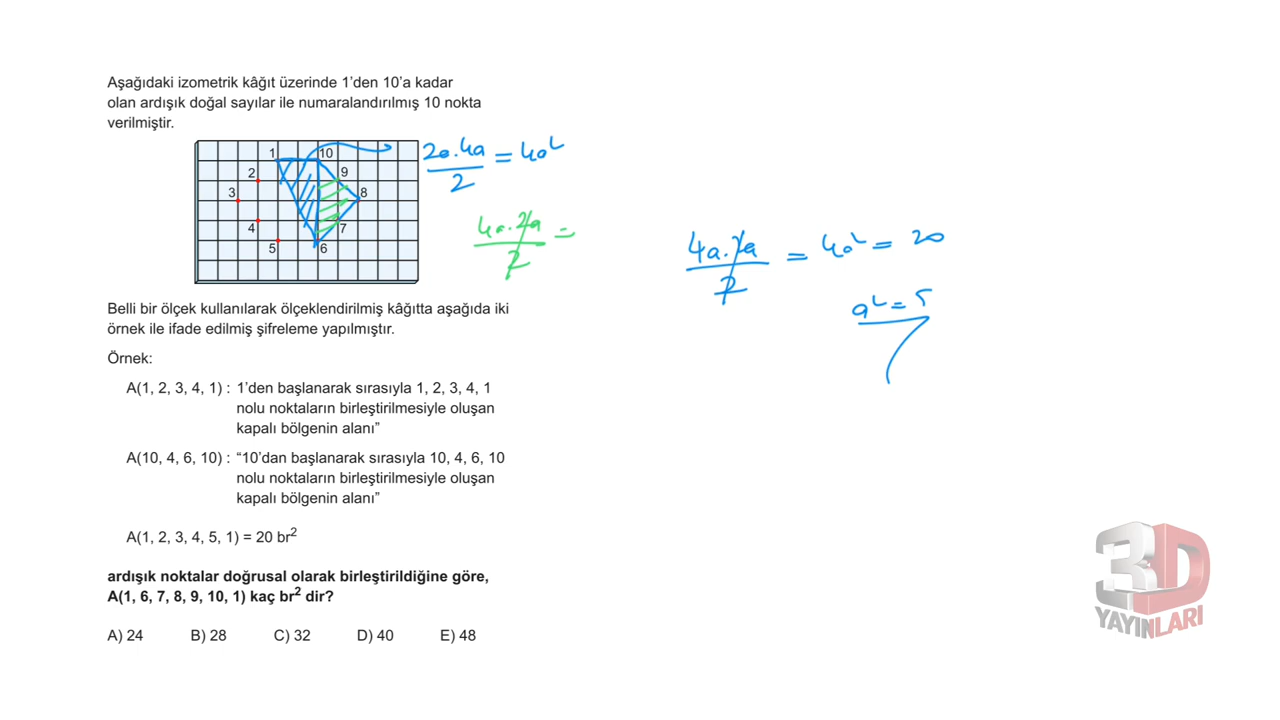 Aşağıdaki izometrik kâğıt üzerinde 1’den 10’a kadar
olan ardışık doğal sayılar ile numaralandırılmış 10 nokta
verilmiştir.
1
10
2
9
3
8
4
7
5
6
2a.4a/2 = 4a²
4a.2a/2 =
4a.2a/2 = 4a² = 20
a² = 5
Belli bir ölçek kullanılarak ölçeklendirilmiş kâğıtta aşağıda iki
örnek ile ifade edilmiş şifreleme yapılmıştır.
Örnek:
A(1, 2, 3, 4, 1) : 1’den başlanarak sırasıyla 1, 2, 3, 4, 1
nolu noktaların birleştirilmesiyle oluşan
kapalı bölgenin alanı”
A(10, 4, 6, 10) : “10’dan başlanarak sırasıyla 10, 4, 6, 10
nolu noktaların birleştirilmesiyle oluşan
kapalı bölgenin alanı”
A(1, 2, 3, 4, 5, 1) = 20 br²
ardışık noktalar doğrusal olarak birleştirildiğine göre,
A(1, 6, 7, 8, 9, 10, 1) kaç br² dir?
A) 24 B) 28 C) 32 D) 40 E) 48
3D
YAYINLARI